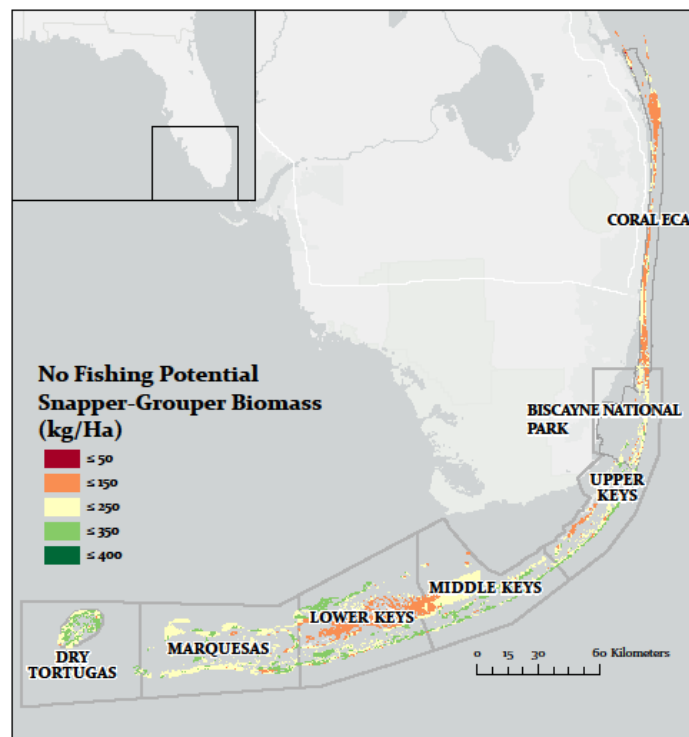 CORAL ECA
No Fishing Potential
Snapper-Grouper Biomass
(kg/Ha)
≤ 50
≤ 150
≤ 250
≤ 350
≤ 400
BISCAYNE NATIONAL
PARK
UPPER
KEYS
MIDDLE KEYS
LOWER KEYS
MARQUESAS
DRY
TORTUGAS
0 15 30 60 Kilometers